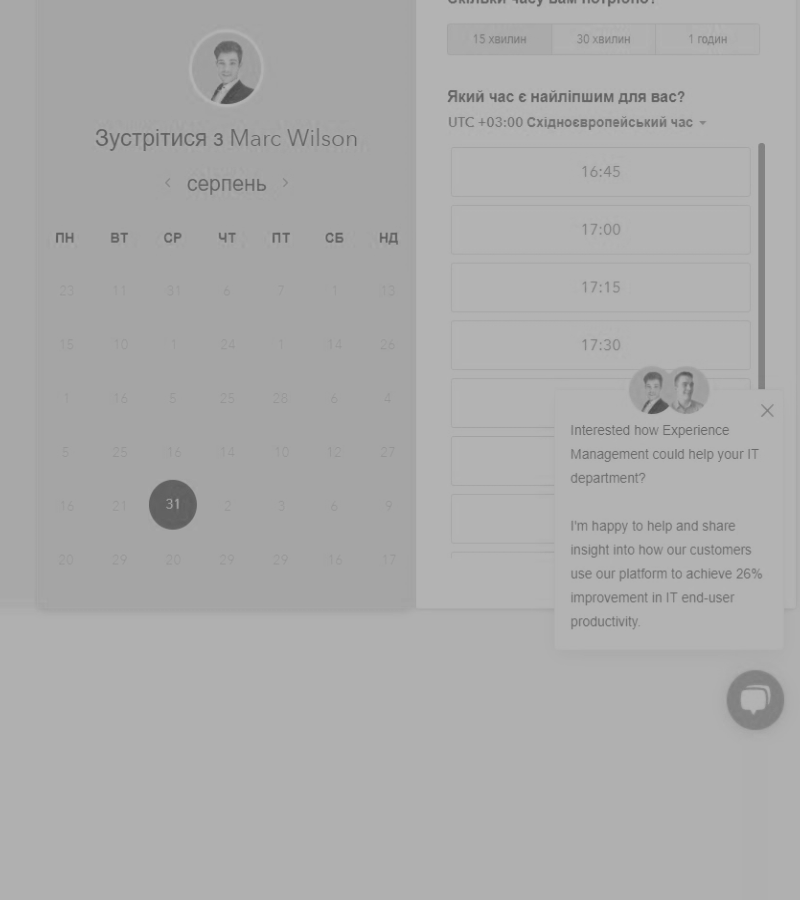 Скільки часу вам потрібно?
15 хвилин 30 хвилин 1 годин
Який час є найліпшим для вас?
UTC +03:00 Східноєвропейський час
Зустрітися з Marc Wilson
серпень
ПН ВТ СР ЧТ ПТ СБ НД
23 11 31 6 7 1 13
15 10 1 24 1 14 26
1 16 5 25 28 6 4
5 25 16 14 10 12 27
16 21 31 2 3 6 9
20 29 20 29 29 16 17
16:45
17:00
17:15
17:30
Interested how Experience
Management could help your IT
department?
I'm happy to help and share
insight into how our customers
use our platform to achieve 26%
improvement in IT end-user
productivity.